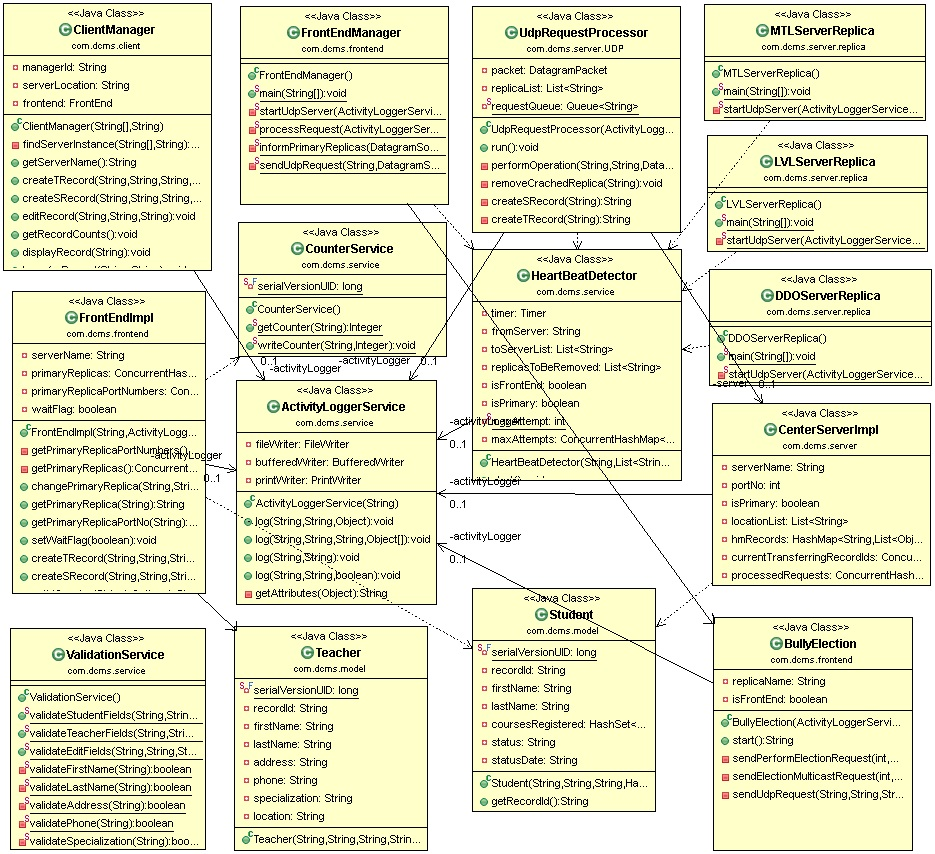 <<Java Class>>
ClientManager
com.dcms.client
managerId: String
serverLocation: String
frontend: FrontEnd
ClientManager(String[],String)
findServerInstance(String[],String):...
getServerName():String
createTRecord(String,String,String,...
createSRecord(String,String,String,...
editRecord(String,String,String):void
getRecordCounts():void
displayRecord():void
<<Java Class>>
FrontEndManager
com.dcms.frontend
FrontEndManager()
main(String[]):void
startUdpServer(ActivityLoggerServi...
processRequest(ActivityLoggerSer...
informPrimaryReplicas(DatagramSo...
sendUdpRequest(String,DatagramS...
<<Java Class>>
UdpRequestProcessor
com.dcms.server.UDP
packet: DatagramPacket
replicaList: List<String>
requestQueue: Queue<String>
UdpRequestProcessor(ActivityLogg...
run():void
performOperation(String,String,Data...
removeCrachedReplica(String):void
createSRecord(String):String
createTRecord(String):String
<<Java Class>>
MTLServerReplica
com.dcms.server.replica
MTLServerReplica()
main(String[]):void
startUdpServer(ActivityLoggerService...
<<Java Class>>
LVLServerReplica
com.dcms.server.replica
LVLServerReplica()
main(String[]):void
startUdpServer(ActivityLoggerService...
<<Java Class>>
CounterService
com.dcms.service
serialVersionUID: long
CounterService()
getCounter(String):Integer
writeCounter(String,Integer):void
<<Java Class>>
HeartBeatDetector
com.dcms.service
timer: Timer
fromServer: String
toServerList: List<String>
replicasToBeRemoved: List<String>
isFrontEnd: boolean
isPrimary: boolean
maxAttempt: int
maxAttempts: ConcurrentHashMap<...
HeartBeatDetector(String,List<Strin...
<<Java Class>>
DDOServerReplica
com.dcms.server.replica
DDOServerReplica()
main(String[]):void
startUdpServer(ActivityLoggerService...
-server
0..1
<<Java Class>>
FrontEndImpl
com.dcms.frontend
serverName: String
primaryReplicas: ConcurrentHas...
primaryReplicaPortNumbers: Con...
waitFlag: boolean
FrontEndImpl(String,ActivityLogg...
getPrimaryReplicaPortNumbers()
getPrimaryReplicas():Concurrent...
changePrimaryReplica(String,Stri...
getPrimaryReplica(String):String
getPrimaryReplicaPortNo(String):...
setWaitFlag(boolean):void
createTRecord(String,String,Stri...
createSRecord(String,String,Stri...
0..1
-activityLogger
-activityLogger
0..1
-activityLogger
0..1
<<Java Class>>
ActivityLoggerService
com.dcms.service
fileWriter: FileWriter
bufferedWriter: BufferedWriter
printWriter: PrintWriter
ActivityLoggerService(String)
log(String,String,Object):void
log(String,String,String,Object[]):void
log(String,String):void
log(String,String,boolean):void
getAttributes(Object):String
-activityLogger
0..1
-activityLogger
0..1
-activityLogger
0..1
<<Java Class>>
CenterServerImpl
com.dcms.server
serverName: String
portNo: int
isPrimary: boolean
locationList: List<String>
hmRecords: HashMap<String,List<Obj...
currentTransferringRecordIds: Concu...
processedRequests: ConcurrentHash...
<<Java Class>>
ValidationService
com.dcms.service
ValidationService()
validateStudentFields(String,Strin...
validateTeacherFields(String,Stri...
validateEditFields(String,String,St...
validateFirstName(String):boolean
validateLastName(String):boolean
validateAddress(String):boolean
validatePhone(String):boolean
validateSpecialization(String):boo...
<<Java Class>>
Teacher
com.dcms.model
serialVersionUID: long
recordId: String
firstName: String
lastName: String
address: String
phone: String
specialization: String
location: String
Teacher(String,String,String,Strin...
<<Java Class>>
Student
com.dcms.model
serialVersionUID: long
recordId: String
firstName: String
lastName: String
coursesRegistered: HashSet<...
status: String
statusDate: String
Student(String,String,String,Ha...
getRecordId():String
<<Java Class>>
BullyElection
com.dcms.frontend
replicaName: String
isFrontEnd: boolean
BullyElection(ActivityLoggerServi...
start():String
sendPerformElectionRequest(int,...
sendElectionMulticastRequest(int,...
sendUdpRequest(String,String,Str...